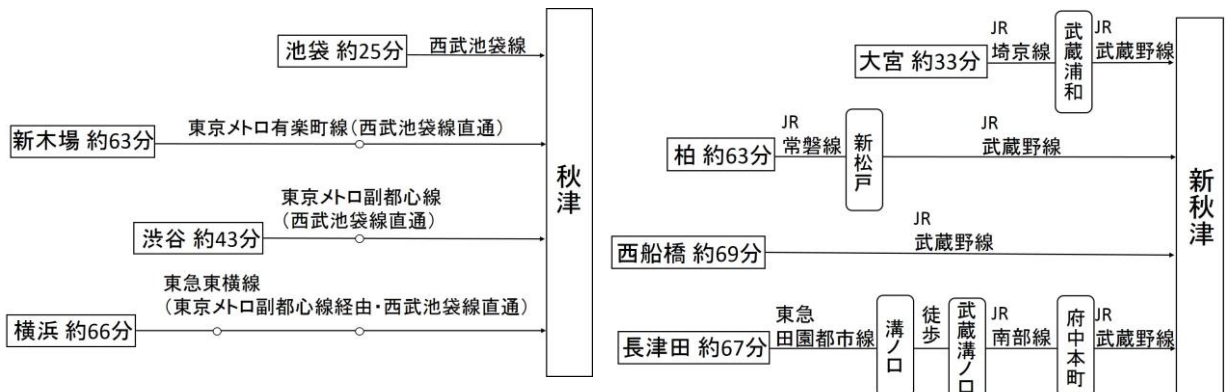 池袋 約25分
西武池袋線
新木場 約63分
東京メトロ有楽町線(西武池袋線直通)
渋谷 約43分
東京メトロ副都心線
(西武池袋線直通)
横浜 約66分
東急東横線
(東京メトロ副都心線経由・西武池袋線直通)
秋津
大宮 約33分
JR
埼京線
武蔵浦和
JR
武蔵野線
柏 約63分
JR
常磐線
新松戸
JR
武蔵野線
西船橋 約69分
JR
武蔵野線
長津田 約67分
東急
田園都市線
溝ノ口
徒歩
武蔵溝ノ口
JR
南部線
府中本町
JR
武蔵野線
新秋津